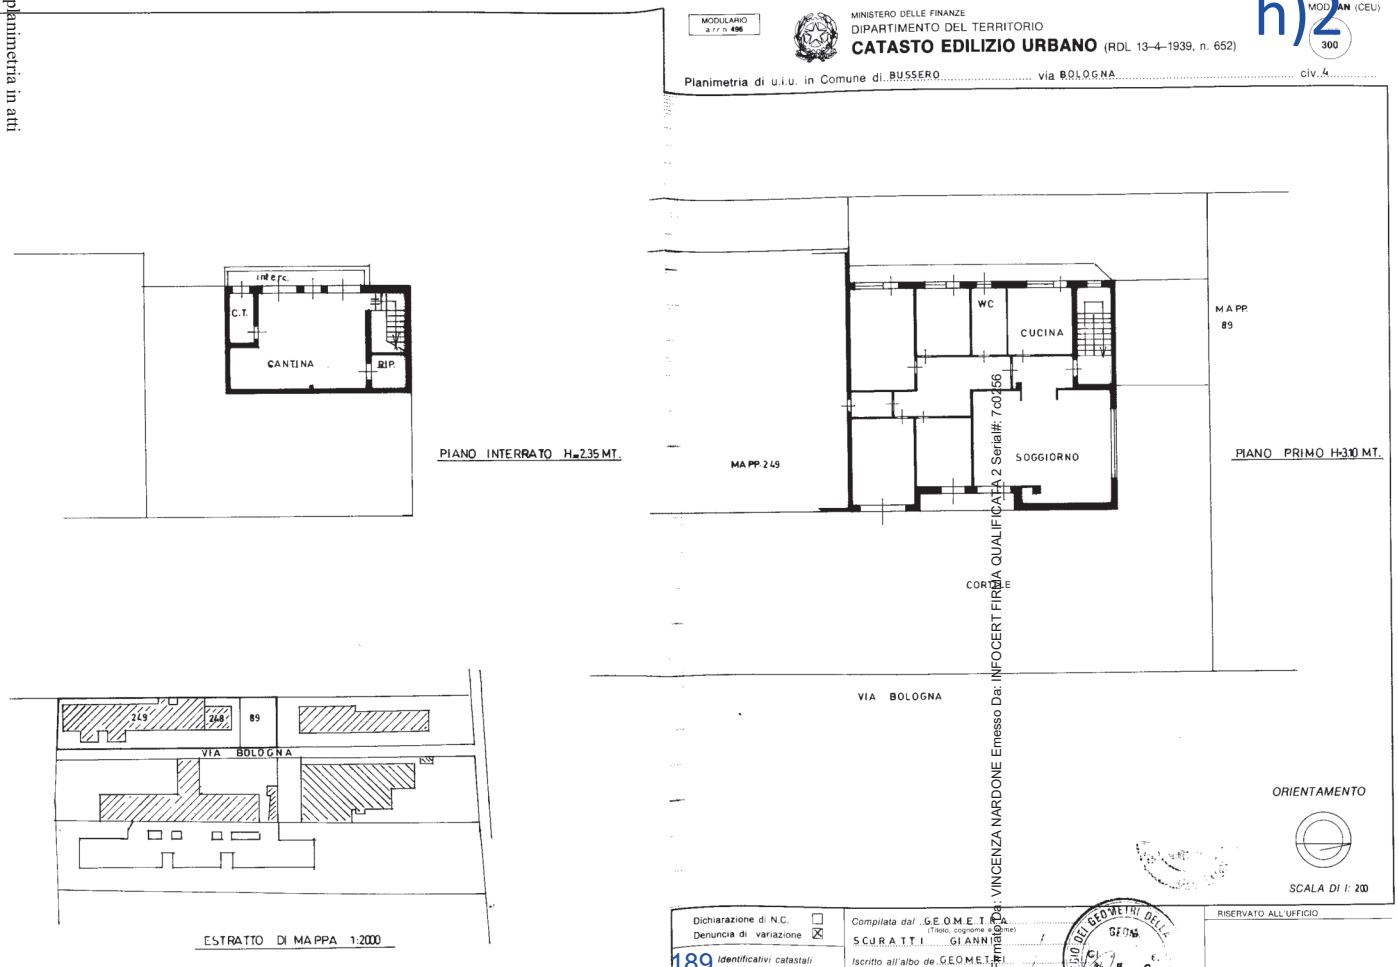 planimetria in atti
MODULARIO
a r r n 496
MINISTERO DELLE FINANZE
DIPARTIMENTO DEL TERRITORIO
CATASTO EDILIZIO URBANO (RDL 13-4-1939, n. 652)
h)2
MOD. AN (CEU)
300
Planimetria di u.i.u. in Comune di BUSSERO via BOLOGNA civ. 4
interc.
C.T.
CANTINA
RIP.
PIANO INTERRATO H=2.35 MT.
WC
CUCINA
SOGGIORNO
MAPP. 249
MAPP.
89
PIANO PRIMO H=3.10 MT.
CORTILE
VIA BOLOGNA
249
248
89
VIA BOLOGNA
ESTRATTO DI MAPPA 1:2000
ORIENTAMENTO
SCALA DI 1: 200
Firmato Da: VINCENZA NARDONE Emesso Da: INFOCERT FIRMA QUALIFICATA 2 Serial#: 7c0256
Dichiarazione di N.C.
Denuncia di variazione
Compilata dal GEOMETRA
(Titolo, cognome e nome)
SCURATTI GIANNI
Iscritto all'albo de GEOMETRI
189 Identificativi catastali
GEOMETRI DELLA
GEOM.
RISERVATO ALL'UFFICIO